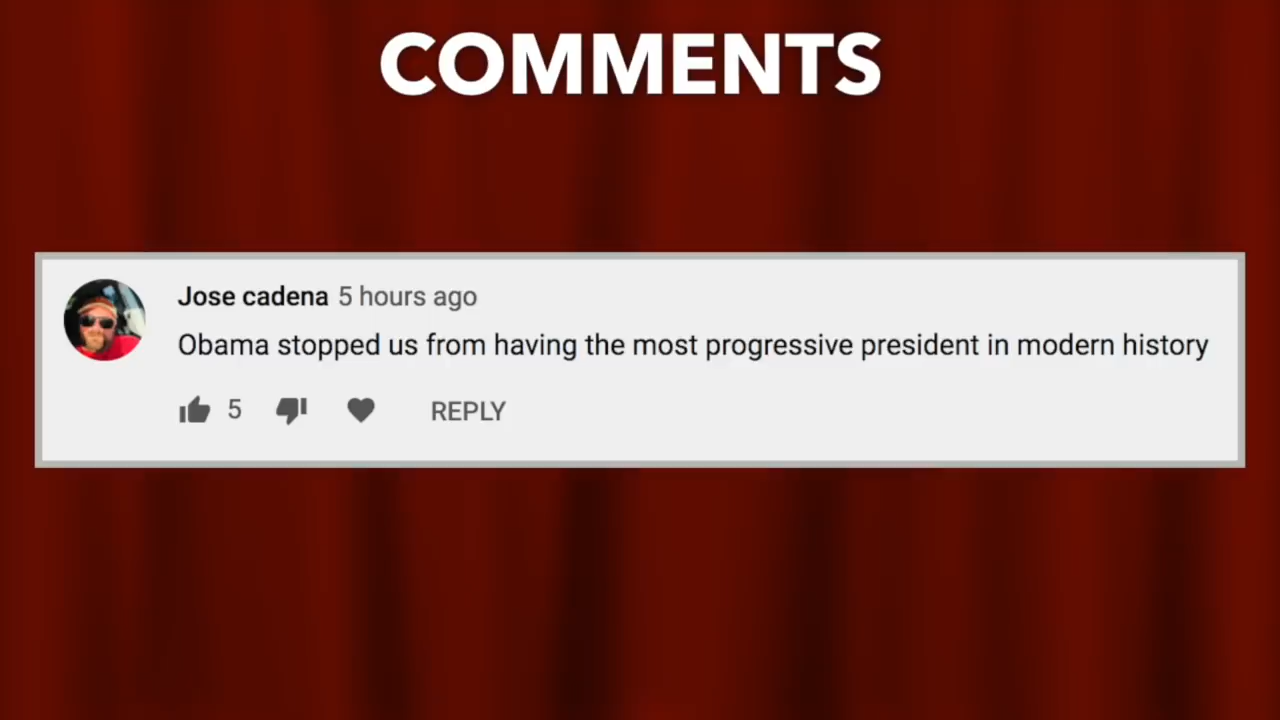 COMMENTS
Jose cadena 5 hours ago
Obama stopped us from having the most progressive president in modern history
5 REPLY